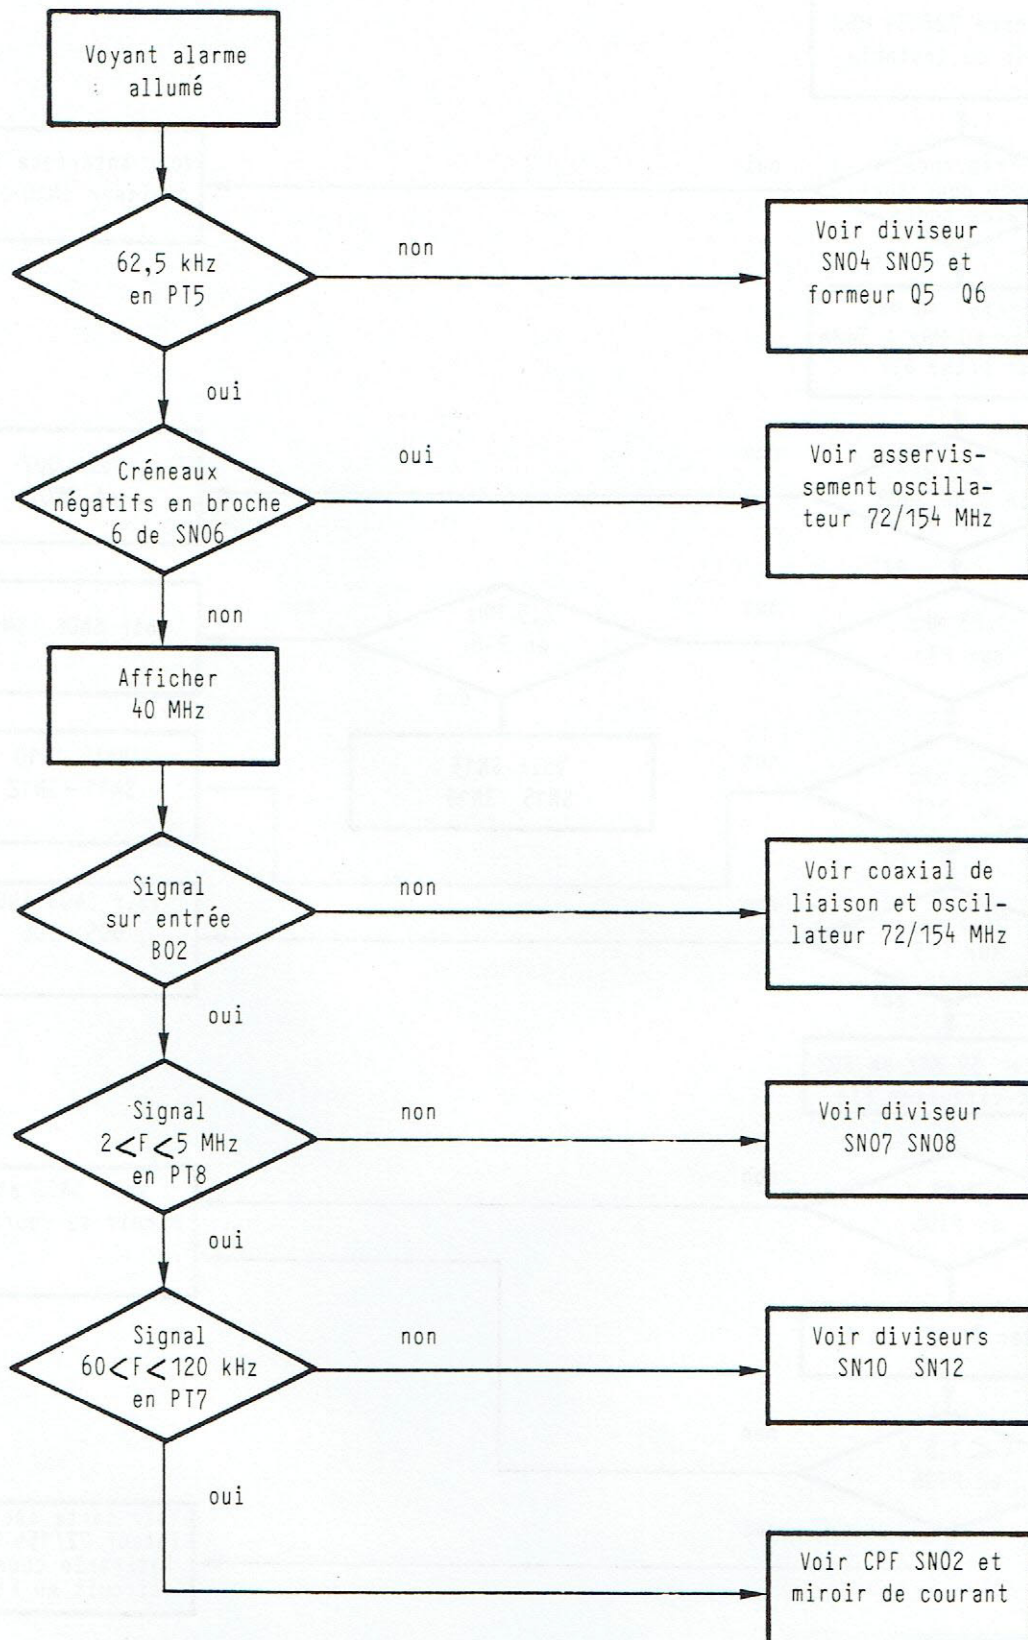 Voyant alarme
allumé
62,5 kHz
en PT5
non
Voir diviseur
SN04 SN05 et
formeur Q5 Q6
oui
Créneaux
négatifs en broche
6 de SN06
oui
Voir asservis-
sement oscilla-
teur 72/154 MHz
non
Afficher
40 MHz
Signal
sur entrée
B02
non
Voir coaxial de
liaison et oscil-
lateur 72/154 MHz
oui
Signal
2<F<5 MHz
en PT8
non
Voir diviseur
SN07 SN08
oui
Signal
60<F<120 kHz
en PT7
non
Voir diviseurs
SN10 SN12
oui
Voir CPF SN02 et
miroir de courant